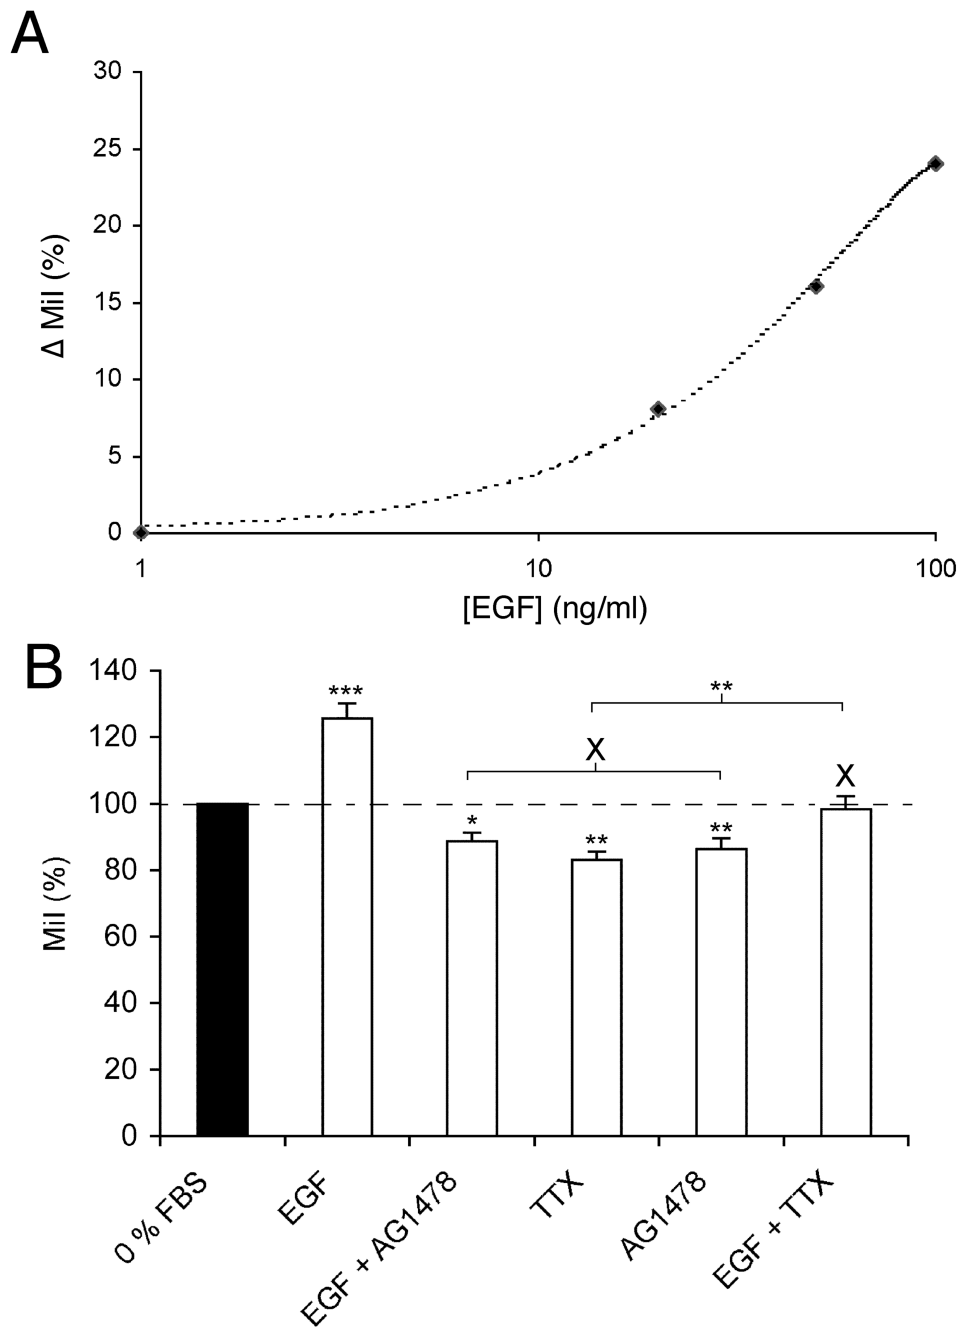 A
30
25
20
15
10
5
0
Δ MiI (%)
1 10 100
[EGF] (ng/ml)
B
140
120
100
80
60
40
20
0
MiI (%)
***
*
**
**
X
X
**
0 % FBS
EGF
EGF + AG1478
TTX
AG1478
EGF + TTX